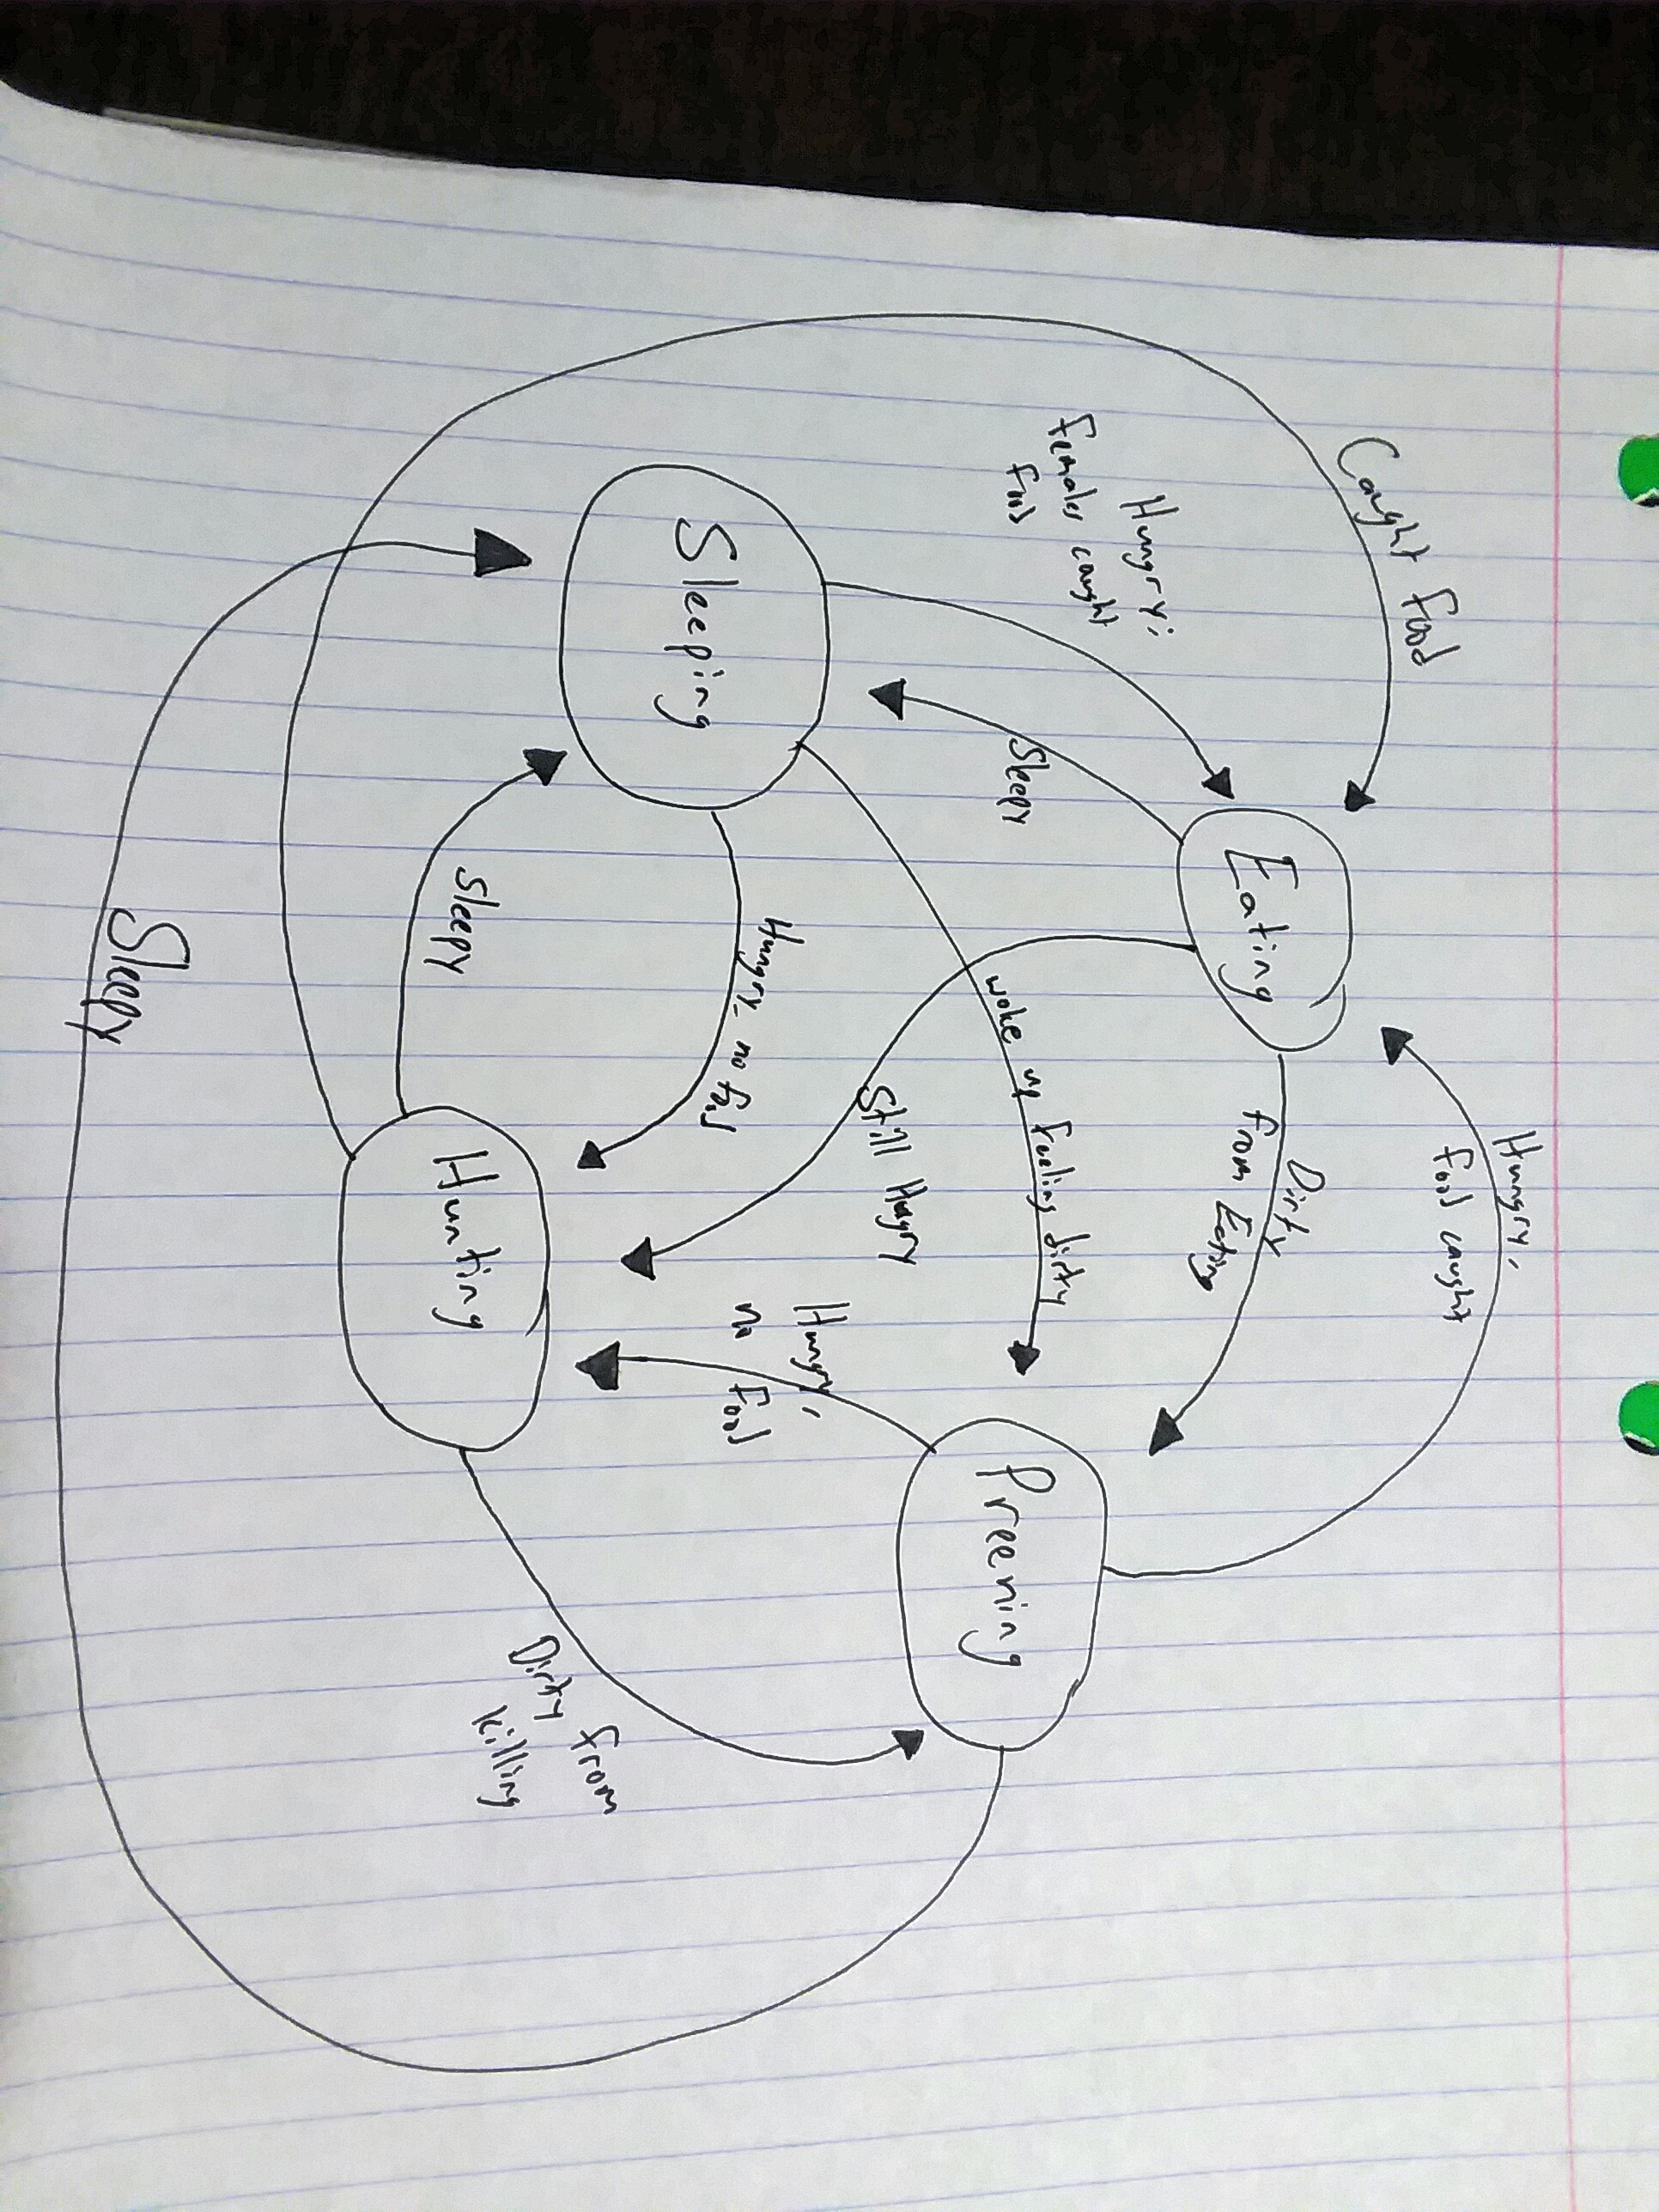 Hungry,
food caught
Caught Food
Dirty
from Eating
Eating
Hungry;
females caught
food
Sleepy
woke up feeling dirty
Preening
Still Hungry
Hungry,
no food
Hungry, no food
Sleeping
Dirty from
killing
Sleepy
Hunting
Sleepy